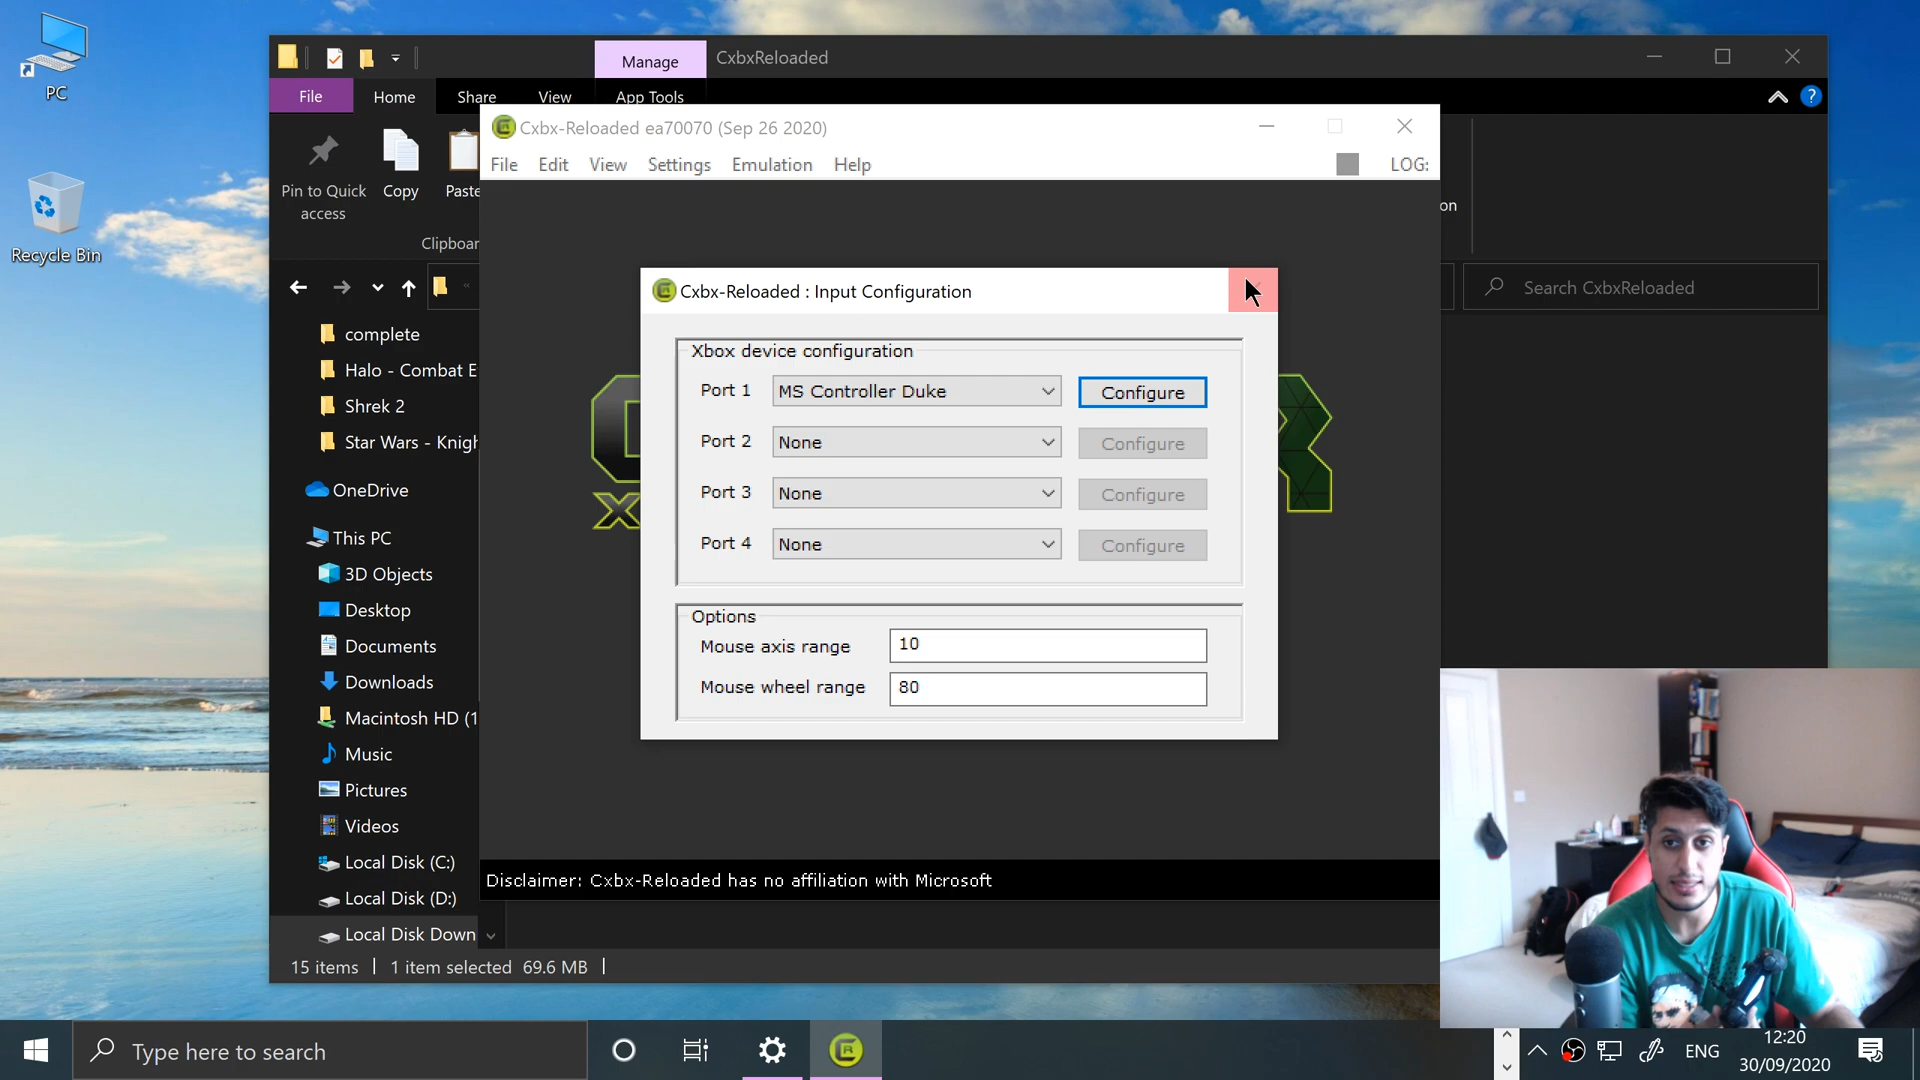 PC
Recycle Bin
Manage
CxbxReloaded
File
Home
Share
View
App Tools
Pin to Quick
access
Copy
Paste
Clipboar
on
Search CxbxReloaded
complete
Halo - Combat E
Shrek 2
Star Wars - Knigh
OneDrive
This PC
3D Objects
Desktop
Documents
Downloads
Macintosh HD (1
Music
Pictures
Videos
Local Disk (C:)
Local Disk (D:)
Local Disk Down
15 items
1 item selected 69.6 MB
Cxbx-Reloaded ea70070 (Sep 26 2020)
File
Edit
View
Settings
Emulation
Help
LOG:
Cxbx-Reloaded : Input Configuration
Xbox device configuration
Port 1
MS Controller Duke
Configure
Port 2
None
Configure
Port 3
None
Configure
Port 4
None
Configure
Options
Mouse axis range
10
Mouse wheel range
80
Disclaimer: Cxbx-Reloaded has no affiliation with Microsoft
Type here to search
ENG
12:20
30/09/2020